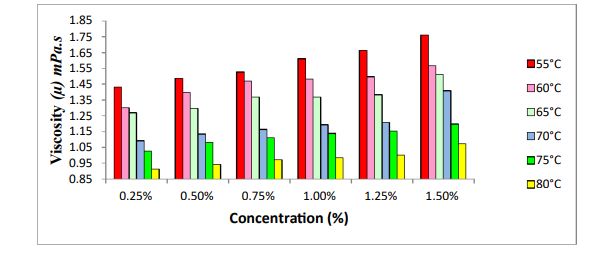 Viscosity (μ) mPa.s
1.85
1.75
1.65
1.55
1.45
1.35
1.25
1.15
1.05
0.95
0.85
0.25%
0.50%
0.75%
1.00%
1.25%
1.50%
Concentration (%)
55°C
60°C
65°C
70°C
75°C
80°C